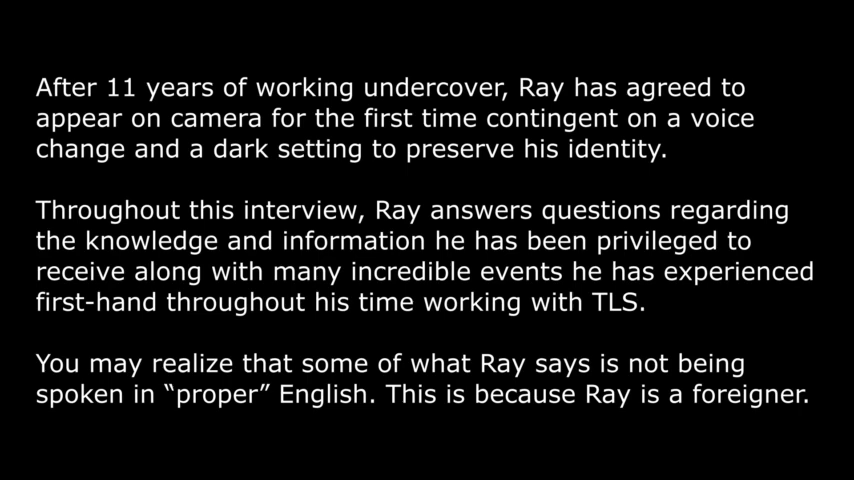 After 11 years of working undercover, Ray has agreed to
appear on camera for the first time contingent on a voice
change and a dark setting to preserve his identity.
Throughout this interview, Ray answers questions regarding
the knowledge and information he has been privileged to
receive along with many incredible events he has experienced
first-hand throughout his time working with TLS.
You may realize that some of what Ray says is not being
spoken in “proper” English. This is because Ray is a foreigner.